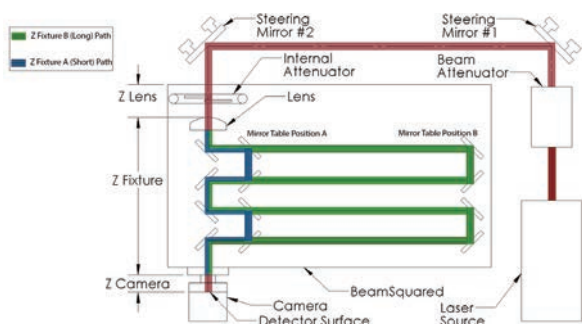 Z Fixture B (Long) Path
Z Fixture A (Short) Path
Steering
Mirror #2
Steering
Mirror #1
Internal
Attenuator
Beam
Attenuator
Z Lens
Lens
Mirror Table Position A
Mirror Table Position B
Z Fixture
Z Camera
BeamSquared
Camera
Detector Surface
Laser
Source